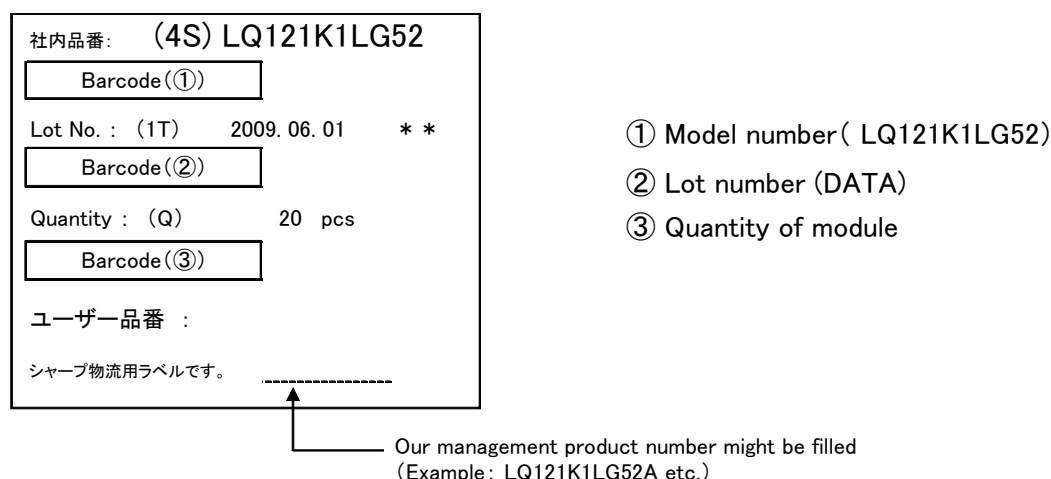 社内品番: (4S) LQ121K1LG52
Barcode(①)
Lot No. : (1T) 2009. 06. 01 * *
Barcode(②)
Quantity : (Q) 20 pcs
Barcode(③)
ユーザー品番 :
シャープ物流用ラベルです。
① Model number( LQ121K1LG52)
② Lot number (DATA)
③ Quantity of module
Our management product number might be filled
(Example: LQ121K1LG52A etc.)